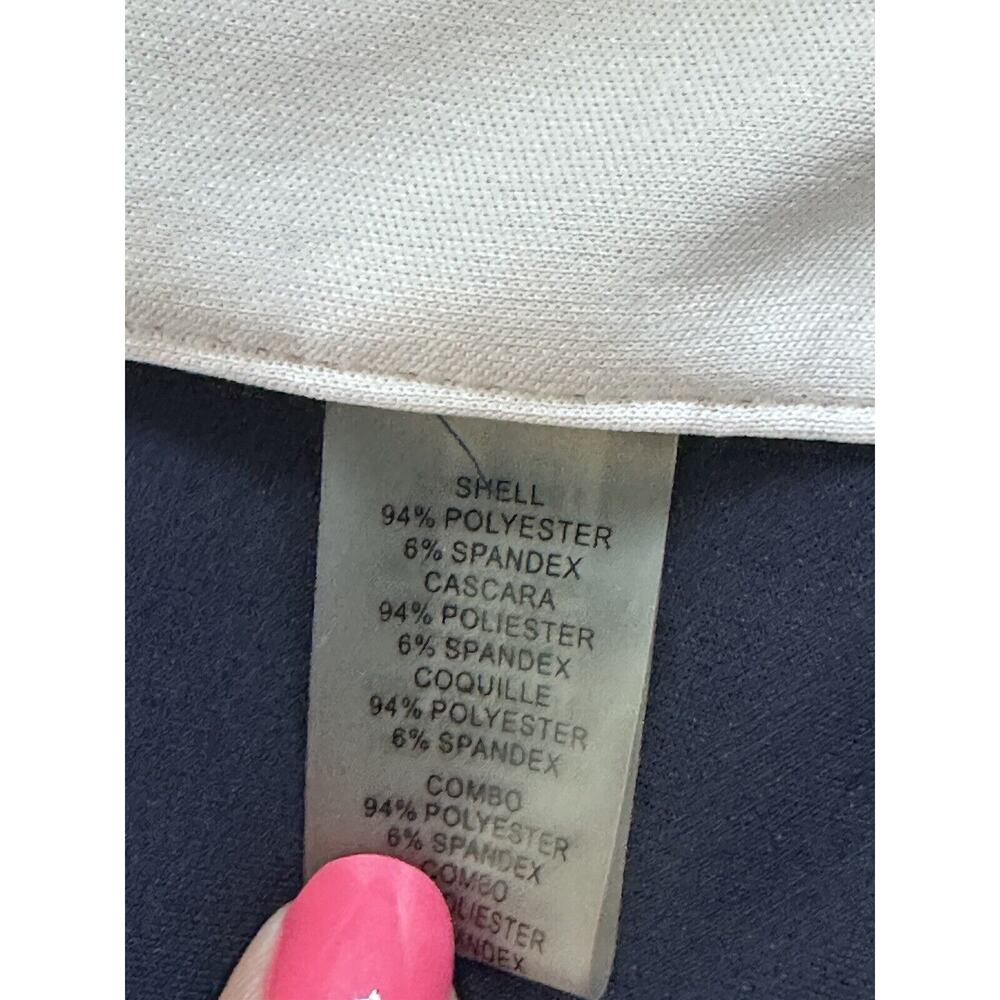 SHELL
94% POLYESTER
6% SPANDEX
CASCARA
94% POLIESTER
6% SPANDEX
COQUILLE
94% POLYESTER
6% SPANDEX
COMBO
94% POLYESTER
6% SPANDEX
COMBO